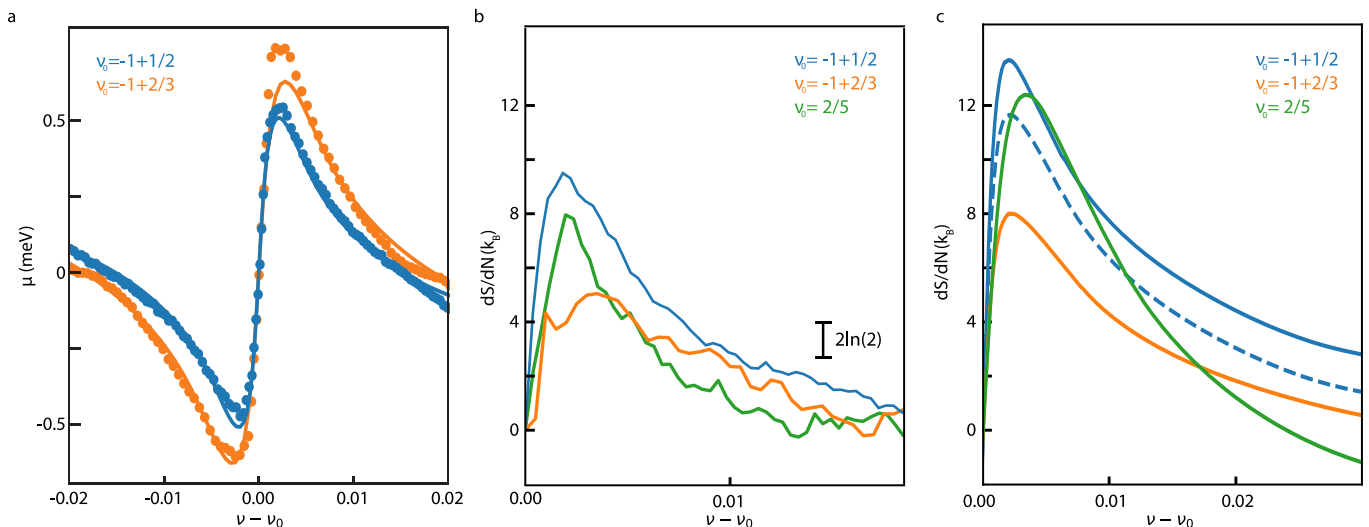 a
ν₀=-1+1/2
ν₀=-1+2/3
0.5
0
-0.5
μ (meV)
-0.02
-0.01
0.00
0.01
0.02
ν − ν₀
b
ν₀= -1+1/2
ν₀= -1+2/3
ν₀= 2/5
12
8
4
0
dS/dN(k_B)
2ln(2)
0.00
0.01
ν − ν₀
c
ν₀= -1+1/2
ν₀= -1+2/3
ν₀= 2/5
12
8
4
0
dS/dN(k_B)
0.00
0.01
0.02
ν − ν₀